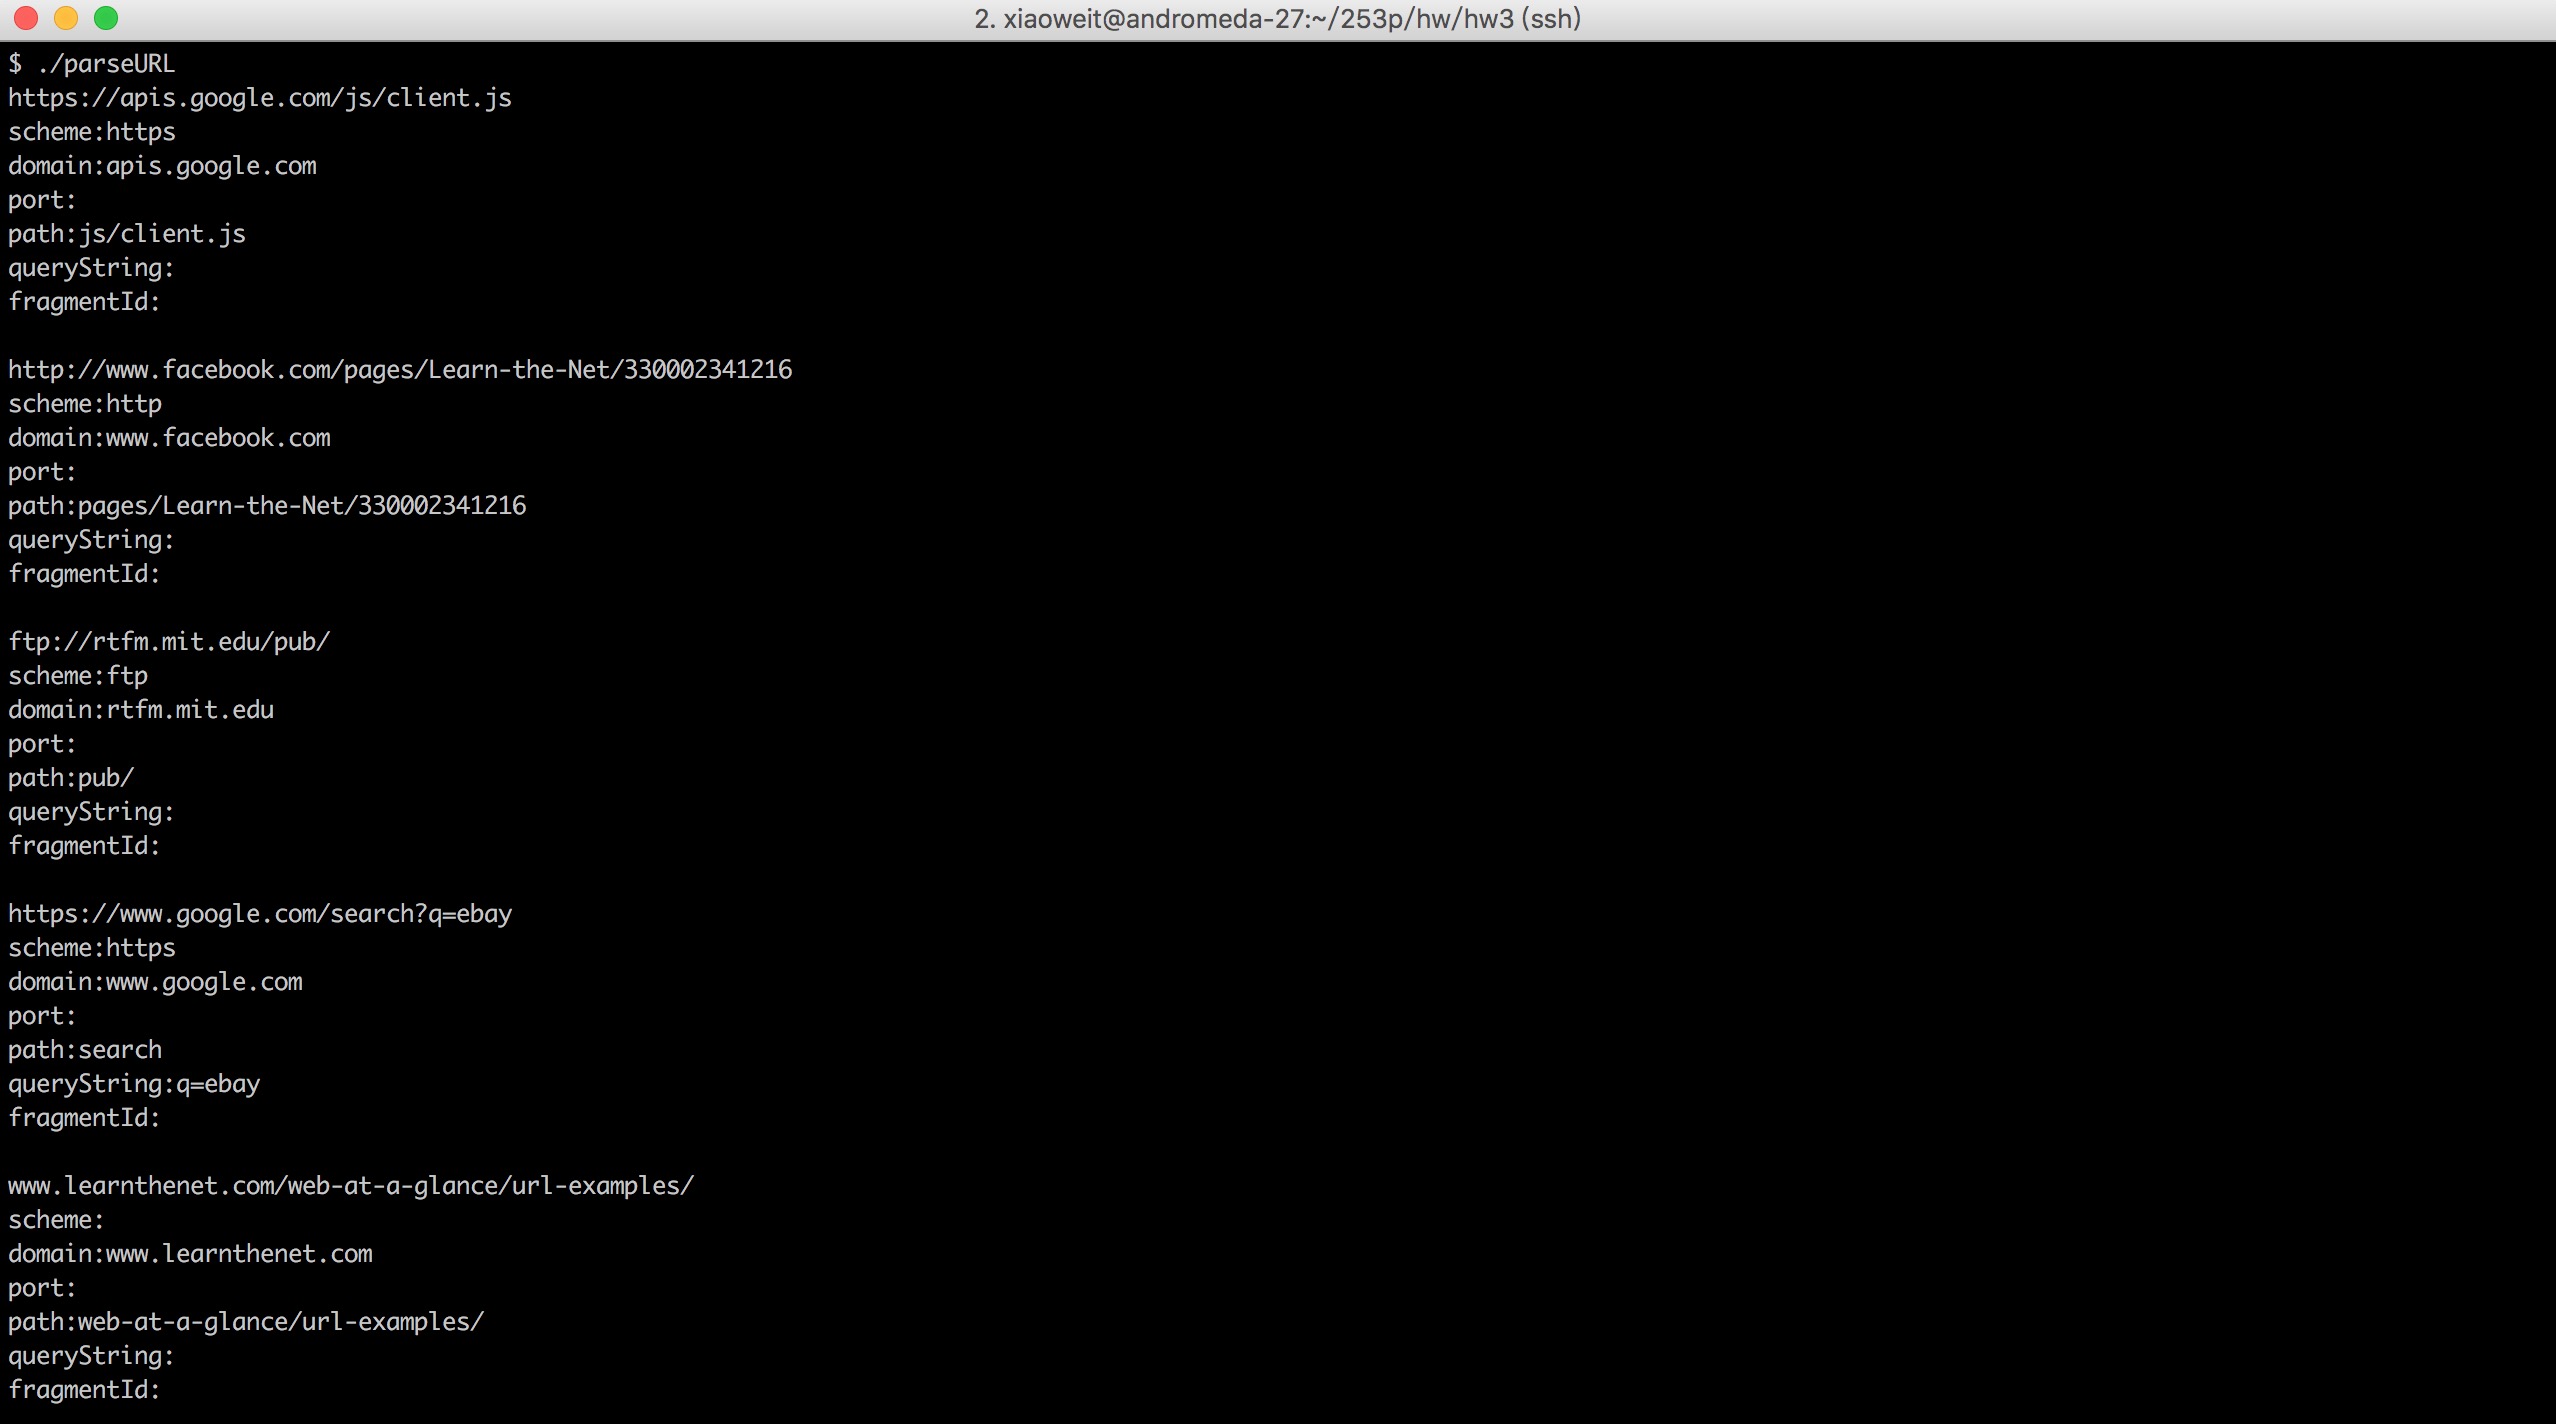 2. xiaoweit@andromeda-27:~/253p/hw/hw3 (ssh)
$ ./parseURL
https://apis.google.com/js/client.js
scheme:https
domain:apis.google.com
port:
path:js/client.js
queryString:
fragmentId:
http://www.facebook.com/pages/Learn-the-Net/330002341216
scheme:http
domain:www.facebook.com
port:
path:pages/Learn-the-Net/330002341216
queryString:
fragmentId:
ftp://rtfm.mit.edu/pub/
scheme:ftp
domain:rtfm.mit.edu
port:
path:pub/
queryString:
fragmentId:
https://www.google.com/search?q=ebay
scheme:https
domain:www.google.com
port:
path:search
queryString:q=ebay
fragmentId:
www.learnthenet.com/web-at-a-glance/url-examples/
scheme:
domain:www.learnthenet.com
port:
path:web-at-a-glance/url-examples/
queryString:
fragmentId: